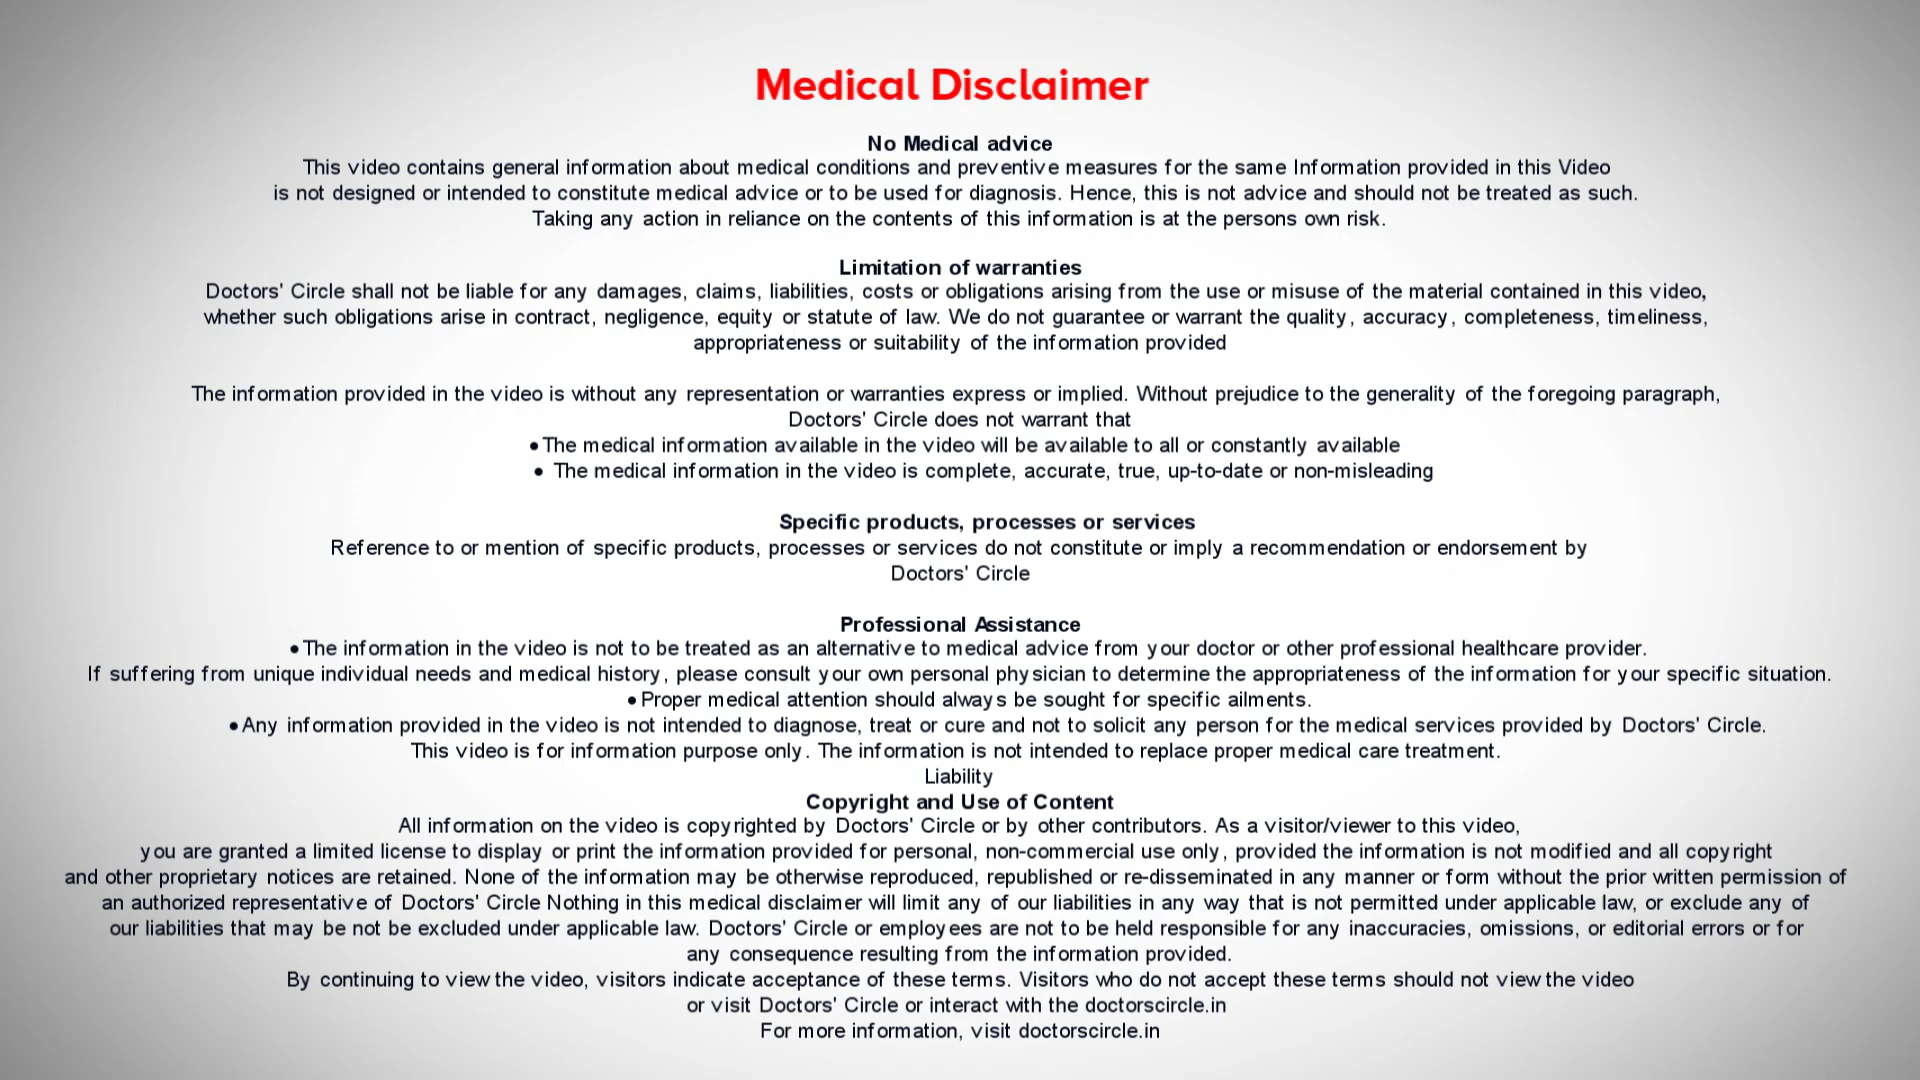 Medical Disclaimer
No Medical advice
This video contains general information about medical conditions and preventive measures for the same Information provided in this Video
is not designed or intended to constitute medical advice or to be used for diagnosis. Hence, this is not advice and should not be treated as such.
Taking any action in reliance on the contents of this information is at the persons own risk.
Limitation of warranties
Doctors' Circle shall not be liable for any damages, claims, liabilities, costs or obligations arising from the use or misuse of the material contained in this video,
whether such obligations arise in contract, negligence, equity or statute of law. We do not guarantee or warrant the quality, accuracy, completeness, timeliness,
appropriateness or suitability of the information provided
The information provided in the video is without any representation or warranties express or implied. Without prejudice to the generality of the foregoing paragraph,
Doctors' Circle does not warrant that
•The medical information available in the video will be available to all or constantly available
• The medical information in the video is complete, accurate, true, up-to-date or non-misleading
Specific products, processes or services
Reference to or mention of specific products, processes or services do not constitute or imply a recommendation or endorsement by
Doctors' Circle
Professional Assistance
•The information in the video is not to be treated as an alternative to medical advice from your doctor or other professional healthcare provider.
If suffering from unique individual needs and medical history, please consult your own personal physician to determine the appropriateness of the information for your specific situation.
•Proper medical attention should always be sought for specific ailments.
•Any information provided in the video is not intended to diagnose, treat or cure and not to solicit any person for the medical services provided by Doctors' Circle.
This video is for information purpose only. The information is not intended to replace proper medical care treatment.
Liability
Copyright and Use of Content
All information on the video is copyrighted by Doctors' Circle or by other contributors. As a visitor/viewer to this video,
you are granted a limited license to display or print the information provided for personal, non-commercial use only, provided the information is not modified and all copyright
and other proprietary notices are retained. None of the information may be otherwise reproduced, republished or re-disseminated in any manner or form without the prior written permission of
an authorized representative of Doctors' Circle Nothing in this medical disclaimer will limit any of our liabilities in any way that is not permitted under applicable law, or exclude any of
our liabilities that may be not be excluded under applicable law. Doctors' Circle or employees are not to be held responsible for any inaccuracies, omissions, or editorial errors or for
any consequence resulting from the information provided.
By continuing to view the video, visitors indicate acceptance of these terms. Visitors who do not accept these terms should not view the video
or visit Doctors' Circle or interact with the doctorscircle.in
For more information, visit doctorscircle.in